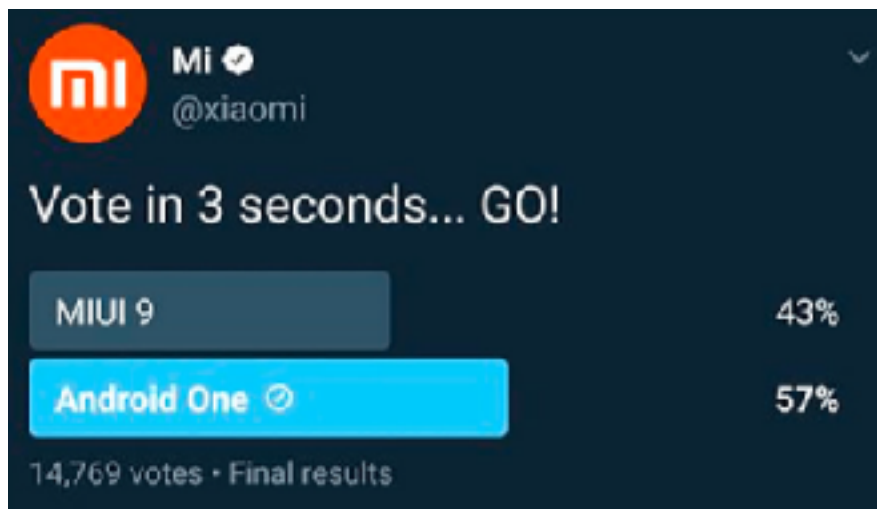 mi
Mi
@xiaomi
Vote in 3 seconds... GO!
MIUI 9 43%
Android One 57%
14,769 votes • Final results